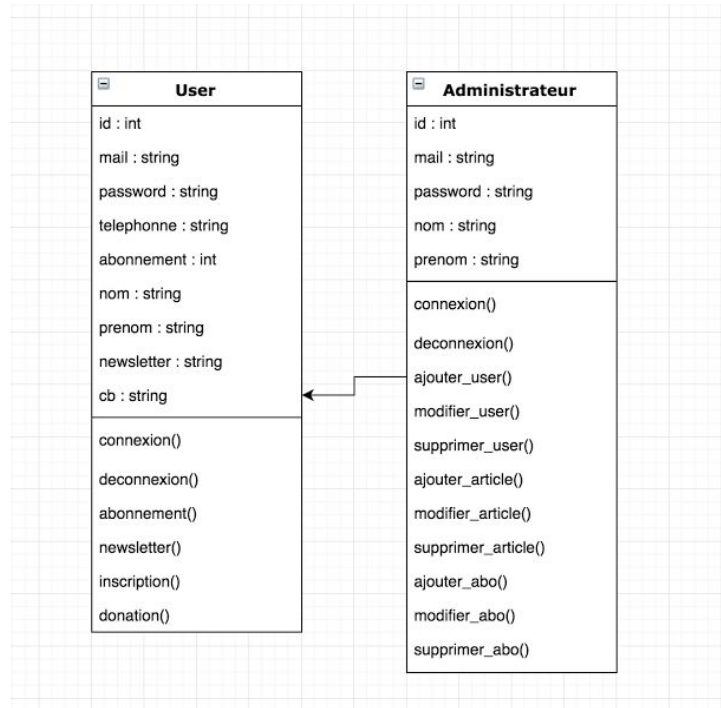 User
id : int
mail : string
password : string
telephonne : string
abonnement : int
nom : string
prenom : string
newsletter : string
cb : string
connexion()
deconnexion()
abonnement()
newsletter()
inscription()
donation()
Administrateur
id : int
mail : string
password : string
nom : string
prenom : string
connexion()
deconnexion()
ajouter_user()
modifier_user()
supprimer_user()
ajouter_article()
modifier_article()
supprimer_article()
ajouter_abo()
modifier_abo()
supprimer_abo()